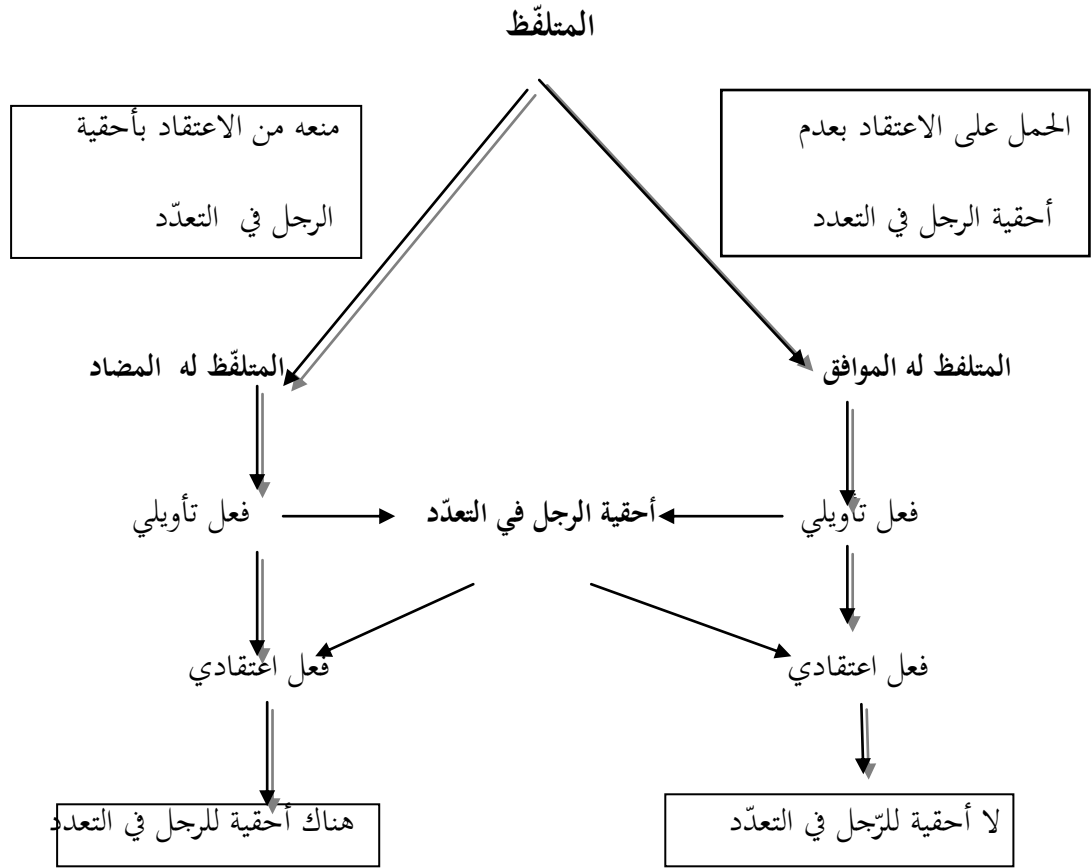 المتلفّظ
الحمل على الاعتقاد بعدم
أحقية الرجل في التعدد
منعه من الاعتقاد بأحقية
الرجل في التعدّد
المتلفظ له الموافق
المتلفّظ له المضاد
فعل تأويلي
أحقية الرجل في التعدّد
فعل تأويلي
فعل اعتقادي
فعل اعتقادي
لا أحقية للرّجل في التعدّد
هناك أحقية للرجل في التعدد